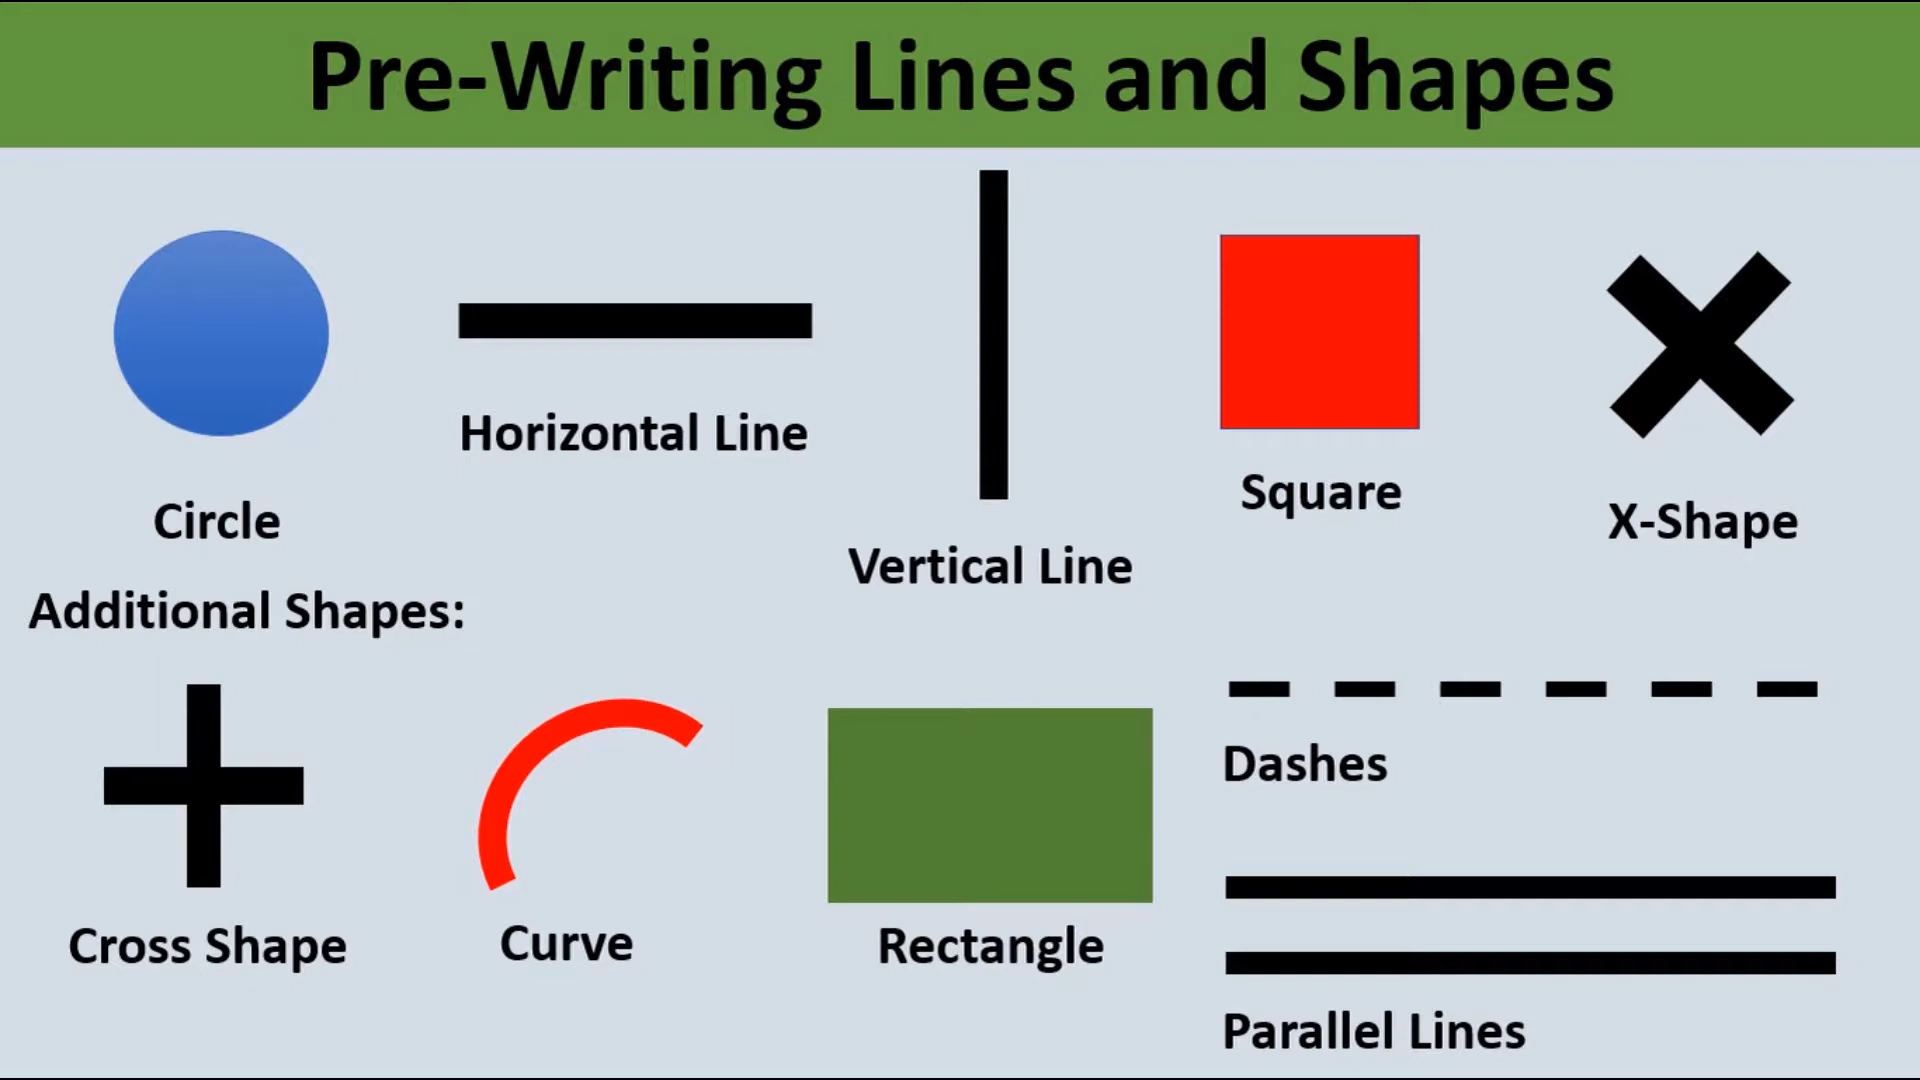 Pre-Writing Lines and Shapes
Circle
Horizontal Line
Vertical Line
Square
X-Shape
Additional Shapes:
Cross Shape
Curve
Rectangle
Dashes
Parallel Lines